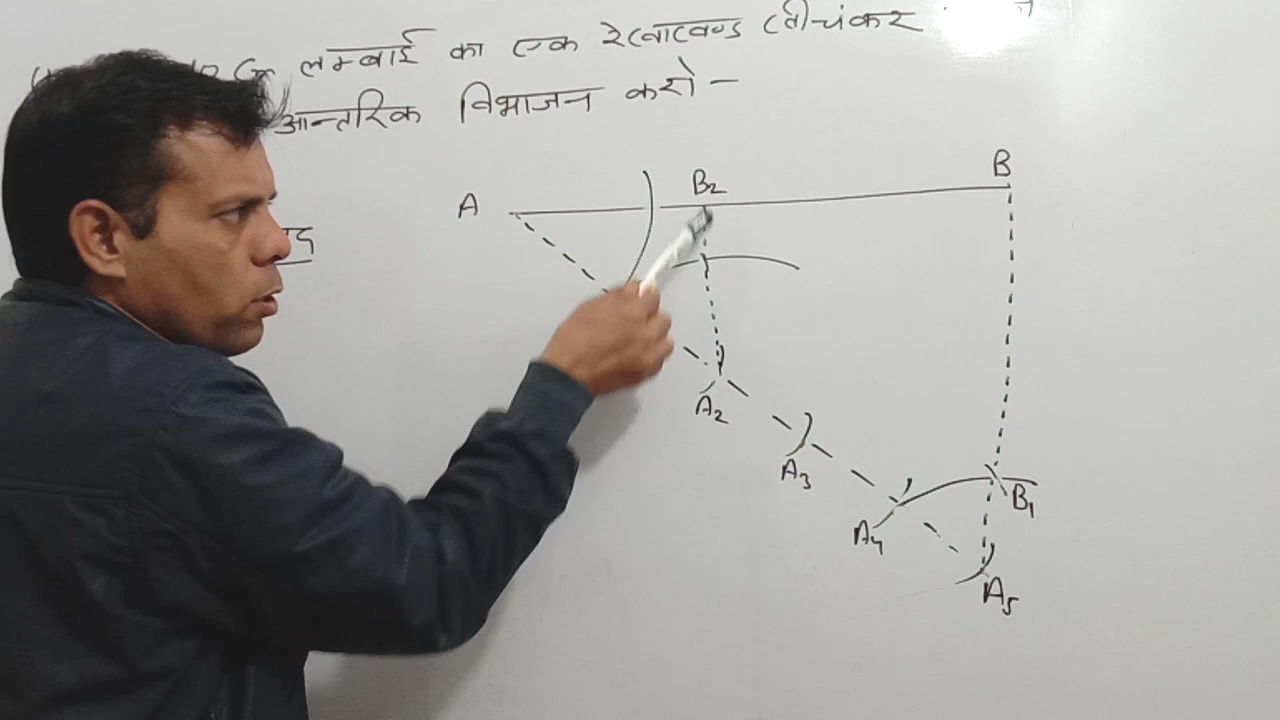 लम्बाई का एक रेखाखण्ड खींचकर
आन्तरिक विभाजन करो -
A B₂ B
A₂
A₃
A₄ B₁
A₅